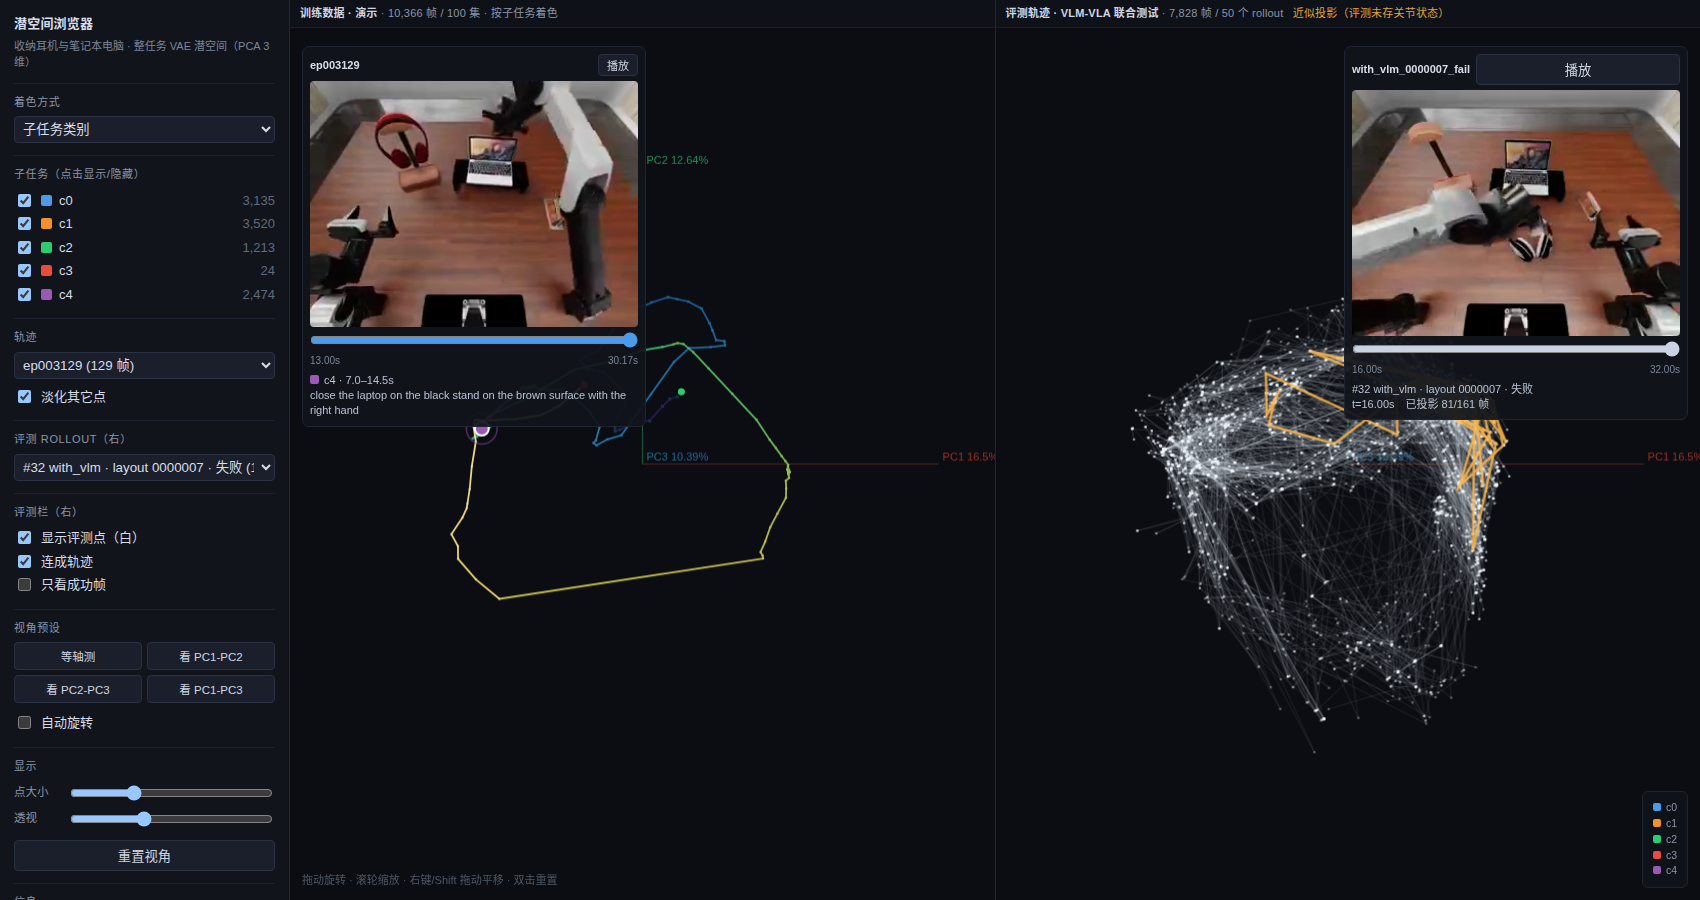 潜空间浏览器
收纳耳机与笔记本电脑 · 整任务 VAE 潜空间（PCA 3
维）
着色方式
子任务类别
子任务（点击显示/隐藏）
c0 3,135
c1 3,520
c2 1,213
c3 24
c4 2,474
轨迹
ep003129 (129 帧)
淡化其它点
评测 ROLLOUT（右）
#32 with_vlm · layout 0000007 · 失败 (1
评测栏（右）
显示评测点（白）
连成轨迹
只看成功帧
视角预设
等轴测
看 PC1-PC2
看 PC2-PC3
看 PC1-PC3
自动旋转
显示
点大小
透视
重置视角
训练数据 · 演示 · 10,366 帧 / 100 集 · 按子任务着色
ep003129
播放
13.00s
30.17s
c4 · 7.0–14.5s
close the laptop on the black stand on the brown surface with the
right hand
PC2 12.64%
PC3 10.39%
PC1 16.5%
拖动旋转 · 滚轮缩放 · 右键/Shift 拖动平移 · 双击重置
评测轨迹 · VLM-VLA 联合测试 · 7,828 帧 / 50 个 rollout 近似投影（评测未存关节状态）
with_vlm_0000007_fail
播放
16.00s
32.00s
#32 with_vlm · layout 0000007 · 失败
t=16.00s 已投影 81/161 帧
PC1 16.5%
c0
c1
c2
c3
c4